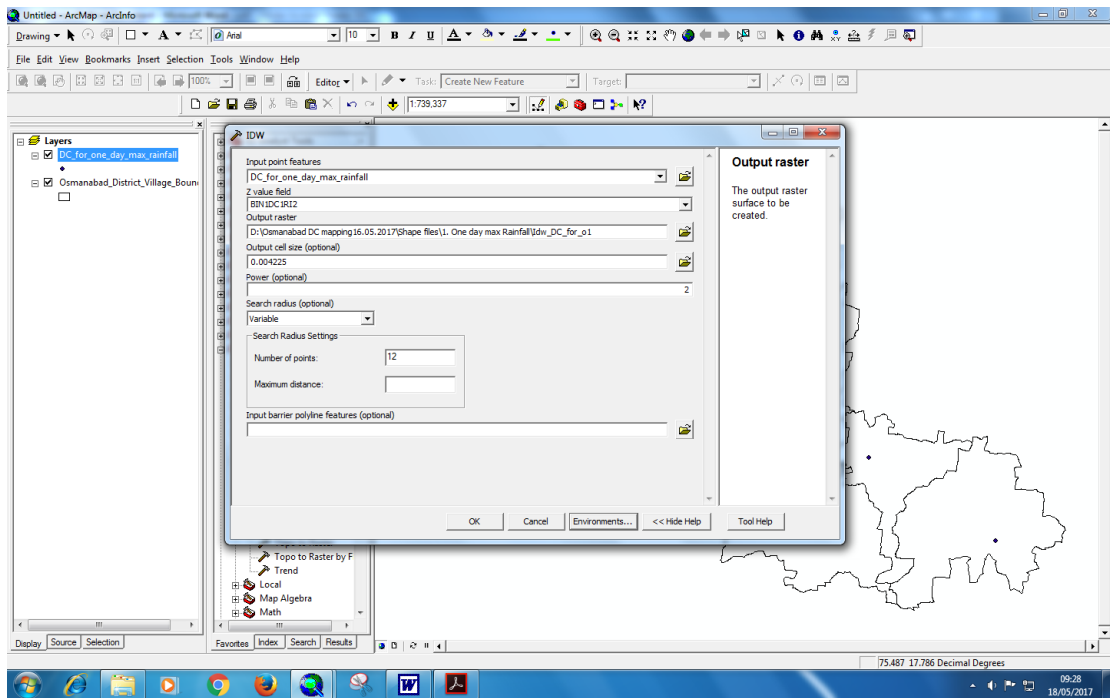 Untitled - ArcMap - ArcInfo
Drawing Arial 10 B I U A
File Edit View Bookmarks Insert Selection Tools Window Help
100% Editor Task: Create New Feature Target:
1:739,337
Layers
DC_for_one_day_max_rainfall
Osmanabad_District_Village_Boun
IDW
Input point features
DC_for_one_day_max_rainfall
Z value field
BIN1DC1RI2
Output raster
D:\Osmanabad DC mapping16.05.2017\Shape files\1. One day max Rainfall\Idw_DC_for_o1
Output cell size (optional)
0.004225
Power (optional)
2
Search radius (optional)
Variable
Search Radius Settings
Number of points: 12
Maximum distance:
Input barrier polyline features (optional)
OK Cancel Environments... << Hide Help Tool Help
Output raster
The output raster
surface to be
created.
Topo to Raster by F
Trend
Local
Map Algebra
Math
Display Source Selection
Favorites Index Search Results
75.487 17.786 Decimal Degrees
09:28
18/05/2017